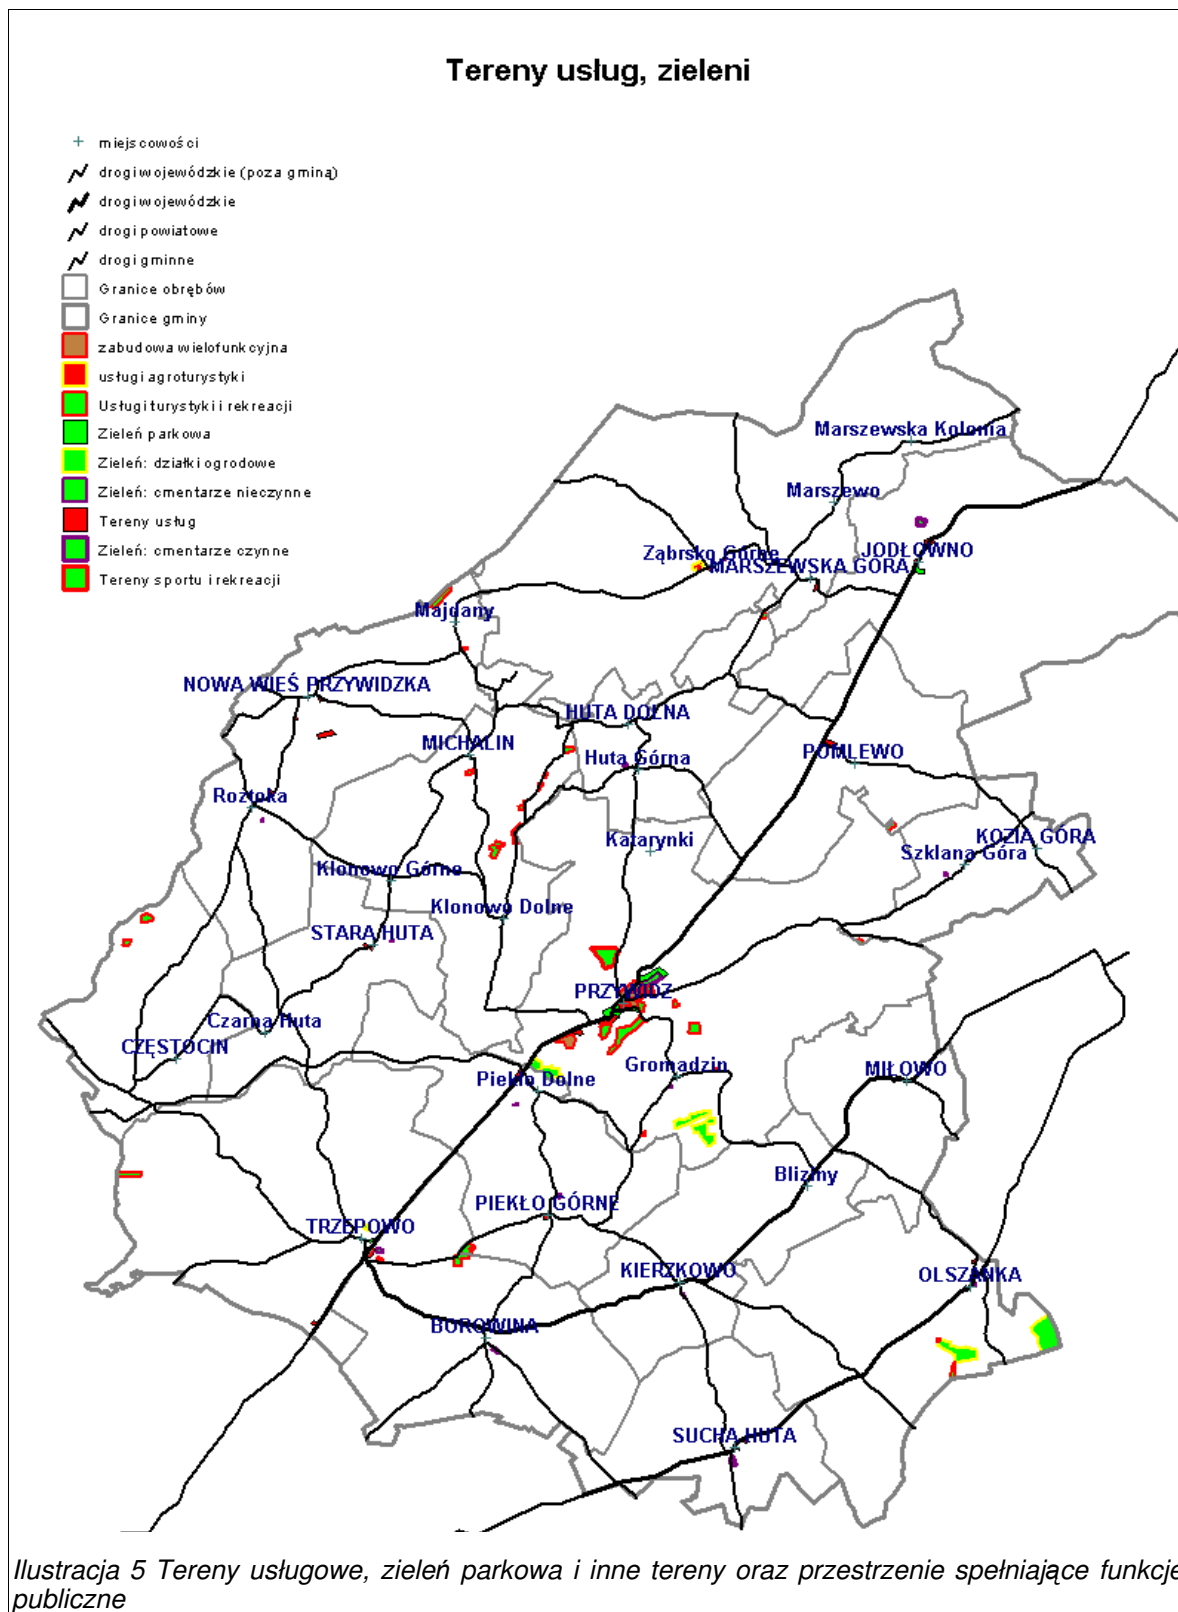 Tereny usług, zieleni
miejscowości
drogi wojewódzkie (poza gminą)
drogi wojewódzkie
drogi powiatowe
drogi gminne
Granice obrębów
Granice gminy
zabudowa wielofunkcyjna
usługi agroturystyki
Usługi turystyki i rekreacji
Zieleń parkowa
Zieleń: działki ogrodowe
Zieleń: cmentarze nieczynne
Tereny usług
Zieleń: cmentarze czynne
Tereny sportu i rekreacji
Marszewska Kolonia
Marszewo
JODŁOWNO
Ząbrsko Górne
MARSZEWSKA GÓRA
Majdany
NOWA WIEŚ PRZYWIDZKA
HUTA DOLNA
MICHALIN
Huta Górna
POMLEWO
Roztoka
Katarynki
KOZIA GÓRA
Szklana Góra
Klonowo Górne
Klonowo Dolne
STARA HUTA
PRZYWIDZ
Czarna Huta
CZĘSTOCIN
Piekło Dolne
Gromadzin
MIŁOWO
Bliziny
PIEKŁO GÓRNE
TRZEPOWO
KIERZKOWO
OLSZANKA
BOROWINA
SUCHA HUTA
Ilustracja 5 Tereny usługowe, zieleń parkowa i inne tereny oraz przestrzenie spełniające funkcje
publiczne